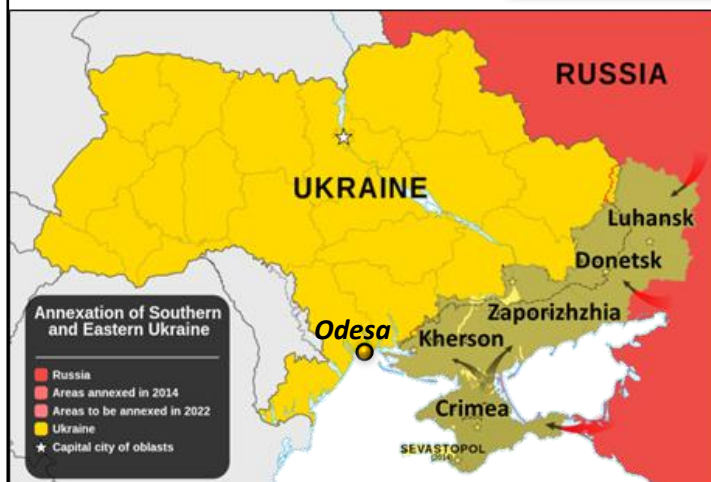 RUSSIA
UKRAINE
Luhansk
Donetsk
Zaporizhzhia
Odesa
Kherson
Crimea
SEVASTOPOL
(2014)
Annexation of Southern
and Eastern Ukraine
Russia
Areas annexed in 2014
Areas to be annexed in 2022
Ukraine
Capital city of oblasts